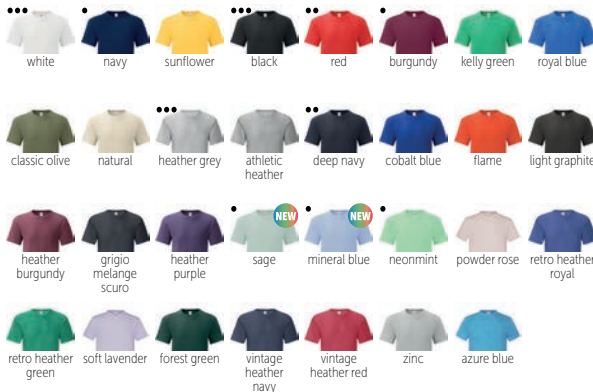 white
navy
sunflower
black
red
burgundy
kelly green
royal blue
classic olive
natural
heather grey
athletic
heather
deep navy
cobalt blue
flame
light graphite
heather
burgundy
grigio
melange
scuro
heather
purple
NEW
sage
NEW
mineral blue
neonmint
powder rose
retro heather
royal
retro heather
green
soft lavender
forest green
vintage
heather
navy
vintage
heather red
zinc
azure blue